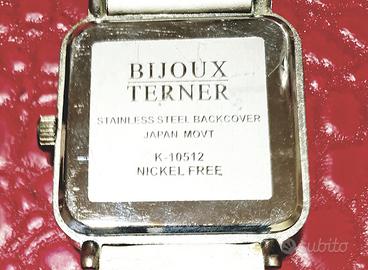 BIJOUX
TERNER
STAINLESS STEEL BACKCOVER
JAPAN MOVT
K-10512
NICKEL FREE
subito